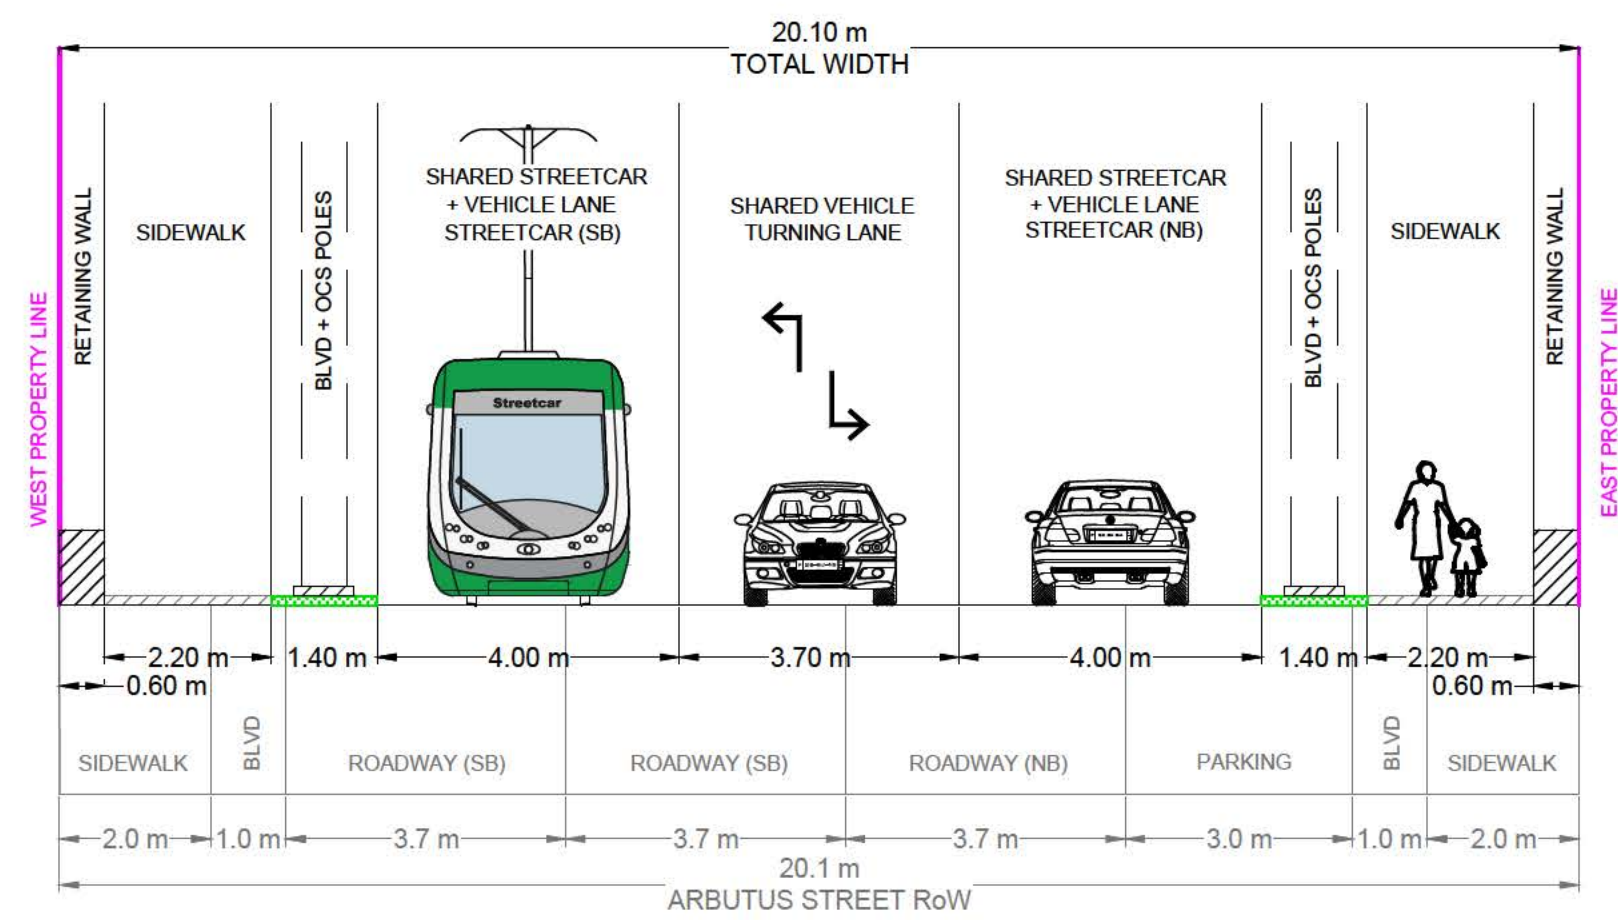 20.10 m
TOTAL WIDTH
WEST PROPERTY LINE
RETAINING WALL
SIDEWALK
BLVD + OCS POLES
SHARED STREETCAR
+ VEHICLE LANE
STREETCAR (SB)
SHARED VEHICLE
TURNING LANE
SHARED STREETCAR
+ VEHICLE LANE
STREETCAR (NB)
BLVD + OCS POLES
SIDEWALK
RETAINING WALL
EAST PROPERTY LINE
Streetcar
2.20 m 1.40 m 4.00 m 3.70 m 4.00 m 1.40 m 2.20 m
0.60 m 0.60 m
SIDEWALK BLVD ROADWAY (SB) ROADWAY (SB) ROADWAY (NB) PARKING BLVD SIDEWALK
2.0 m 1.0 m 3.7 m 3.7 m 3.7 m 3.0 m 1.0 m 2.0 m
20.1 m
ARBUTUS STREET RoW